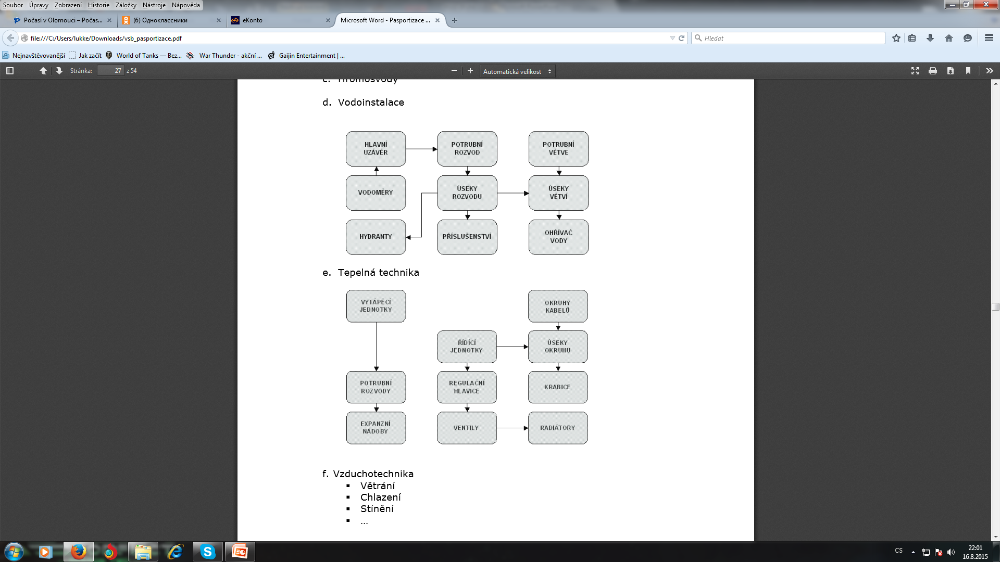 Soubor Úpravy Zobrazení Historie Záložky Nástroje Nápověda
Počasí v Olomouci – Počas... (6) Одноклассники eKonto Microsoft Word - Pasportizace ...
file:///C:/Users/lukke/Downloads/vsb_pasportizace.pdf Hledat
Nejnavštěvovanější Jak začít World of Tanks — Bez... War Thunder - akční ... Gaijin Entertainment | ...
Stránka: 27 z 54 Automatická velikost
c. Hromosvody
d. Vodoinstalace
HLAVNÍ
UZÁVĚR
POTRUBNÍ
ROZVOD
POTRUBNÍ
VĚTVE
VODOMĚRY
ÚSEKY
ROZVODU
ÚSEKY
VĚTVÍ
HYDRANTY
PŘÍSLUŠENSTVÍ
OHŘÍVAČ
VODY
e. Tepelná technika
VYTÁPĚCÍ
JEDNOTKY
OKRUHY
KABELŮ
ŘÍDÍCÍ
JEDNOTKY
ÚSEKY
OKRUHU
POTRUBNÍ
ROZVODY
REGULAČNÍ
HLAVICE
KRABICE
EXPANZNÍ
NÁDOBY
VENTILY
RADIÁTORY
f. Vzduchotechnika
▪ Větrání
▪ Chlazení
▪ Stínění
▪ ...
CS 22:01
16.8.2015